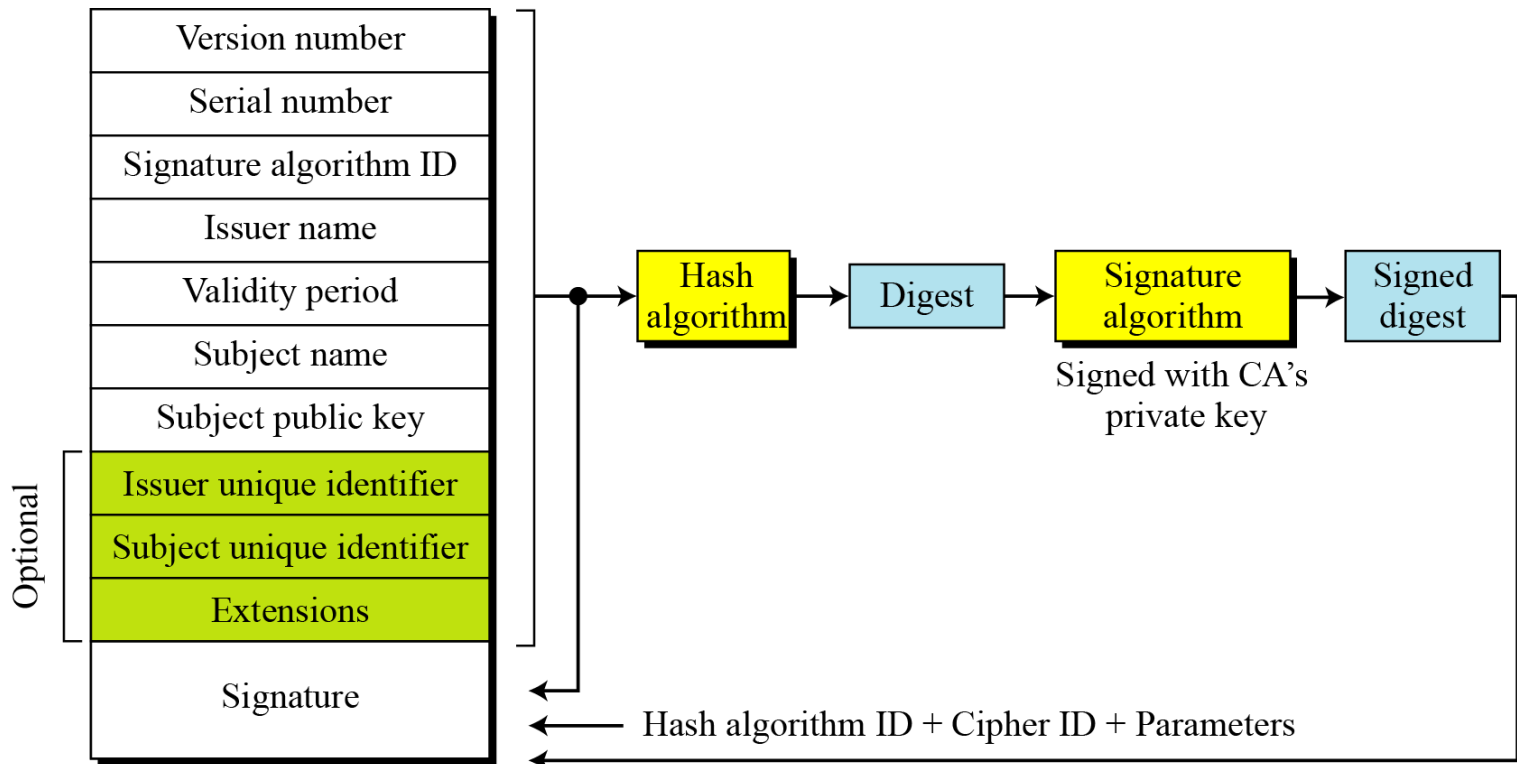 Version number
Serial number
Signature algorithm ID
Issuer name
Validity period
Subject name
Subject public key
Optional
Issuer unique identifier
Subject unique identifier
Extensions
Signature
Hash
algorithm
Digest
Signature
algorithm
Signed with CA’s
private key
Signed
digest
Hash algorithm ID + Cipher ID + Parameters